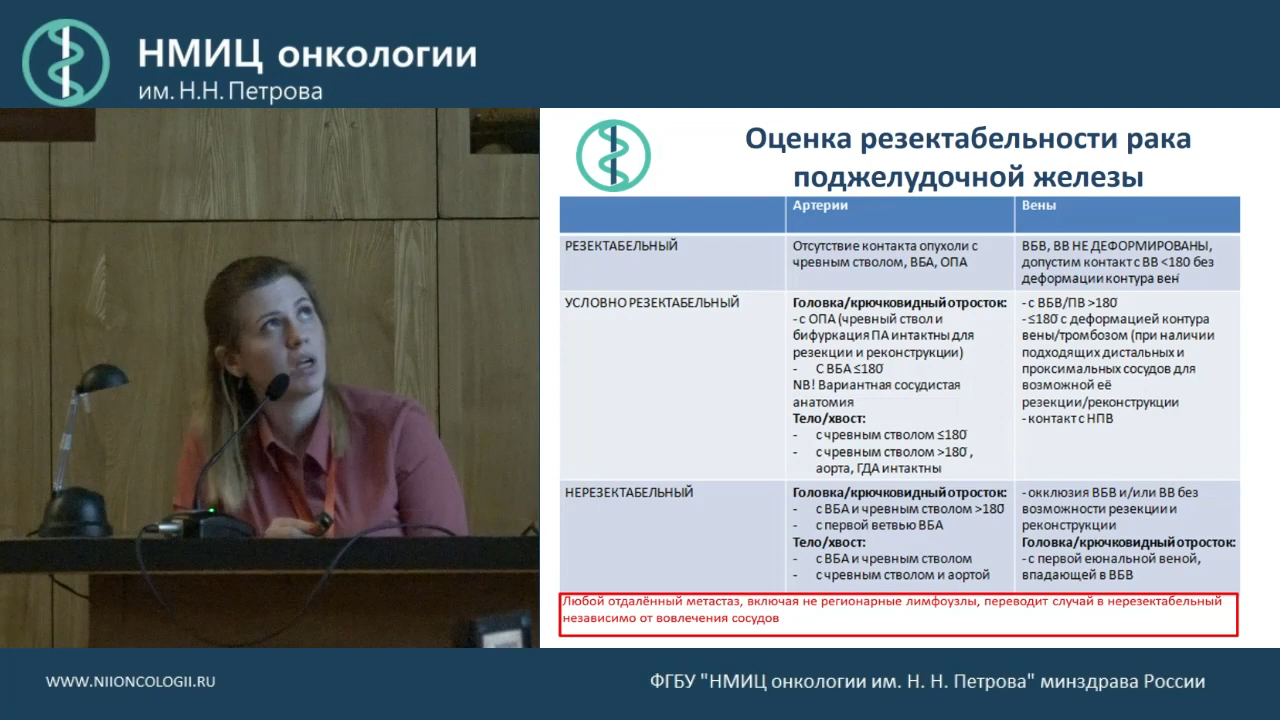 НМИЦ онкологии
им. Н.Н. Петрова
Оценка резектабельности рака
поджелудочной железы
Артерии
Вены
РЕЗЕКТАБЕЛЬНЫЙ
Отсутствие контакта опухоли с
чревным стволом, ВБА, ОПА
ВБВ, ВВ НЕ ДЕФОРМИРОВАНЫ,
допустим контакт с ВВ <180 без
деформации контура вен
УСЛОВНО РЕЗЕКТАБЕЛЬНЫЙ
Головка/крючковидный отросток:
- с ОПА (чревный ствол и
бифуркация ПА интактны для
резекции и реконструкции)
- С ВБА ≤180˚
NB! Вариантная сосудистая
анатомия
Тело/хвост:
- с чревным стволом ≤180˚
- с чревным стволом >180˚,
аорта, ГДА интактны
- с ВБВ/ПВ >180˚
- ≤180˚ с деформацией контура
вены/тромбозом (при наличии
подходящих дистальных и
проксимальных сосудов для
возможной её
резекции/реконструкции
- контакт с НПВ
НЕРЕЗЕКТАБЕЛЬНЫЙ
Головка/крючковидный отросток:
- с ВБА и чревным стволом >180˚
- с первой ветвью ВБА
Тело/хвост:
- с ВБА и чревным стволом
- с чревным стволом и аортой
- окклюзия ВБВ и/или ВВ без
возможности резекции и
реконструкции
Головка/крючковидный отросток:
- с первой еюнальной веной,
впадающей в ВБВ
Любой отдалённый метастаз, включая не регионарные лимфоузлы, переводит случай в нерезектабельный
независимо от вовлечения сосудов
WWW.NIIONCOLOGII.RU
ФГБУ "НМИЦ онкологии им. Н. Н. Петрова" минздрава России